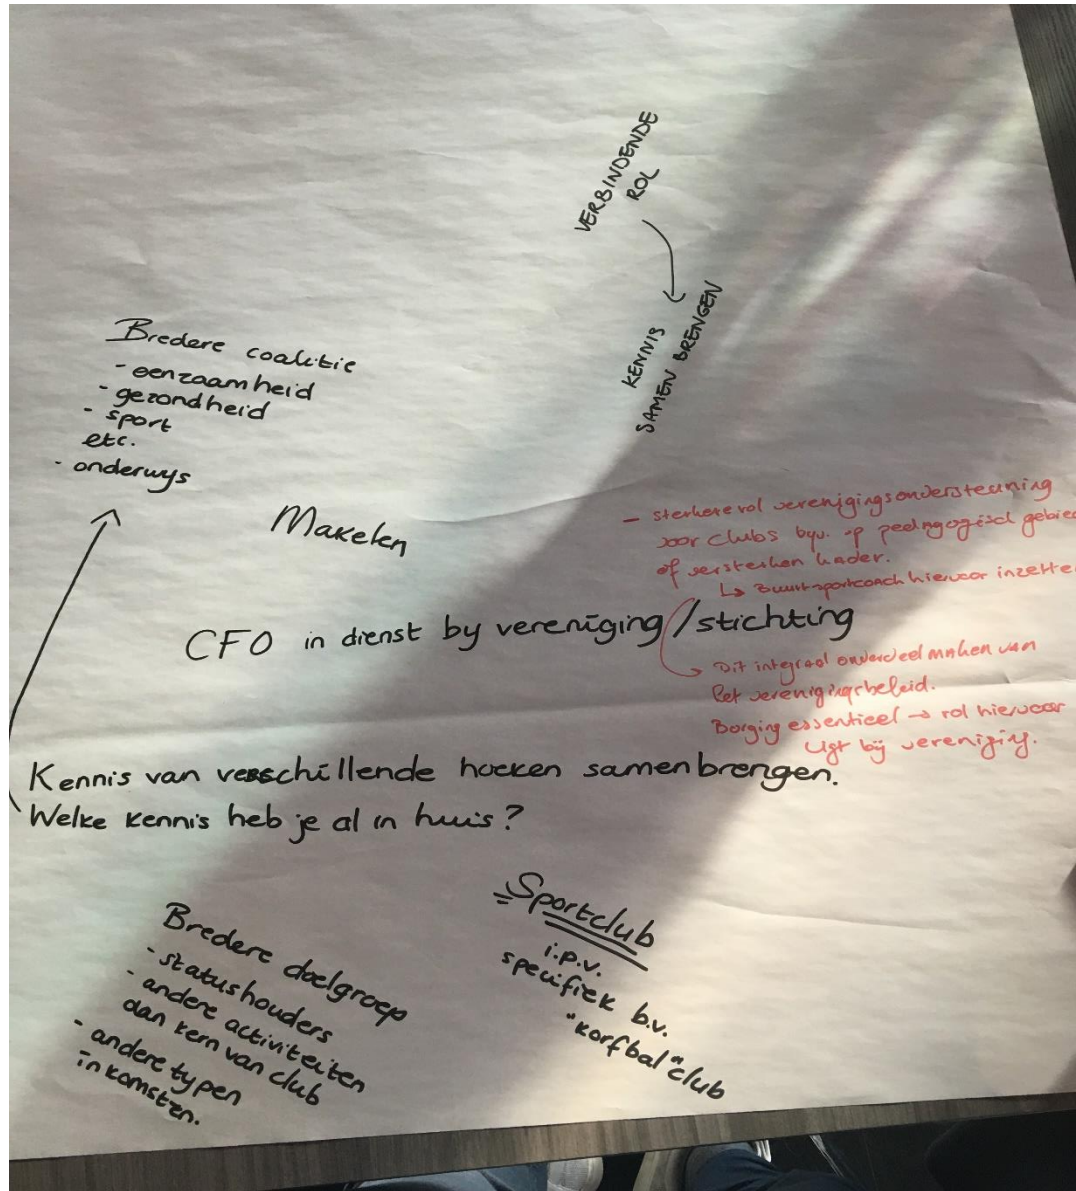 VERBINDENDE
ROL
KENNIS
SAMEN BRENGEN
Bredere coalitie
- eenzaamheid
- gezondheid
- sport
etc.
- onderwys
Makelen
- sterkere rol verenigingsondersteuning
voor clubs bijv. op pedagogisch gebied
of versterken kader.
↳ Buurtsportcoach hiervoor inzetten
CFO in dienst by vereniging/stichting
Dit integraal onderdeel maken van
het verenigingsbeleid.
Borging essentieel → rol hiervoor
ligt bij vereniging.
Kennis van verschillende hoeken samenbrengen.
Welke kennis heb je al in huis?
Sportclub
i.p.v.
specifiek b.v.
"korfbal" club
Bredere doelgroep
- statushouders
- andere activiteiten
dan kern van club
- andere typen
inkomsten.